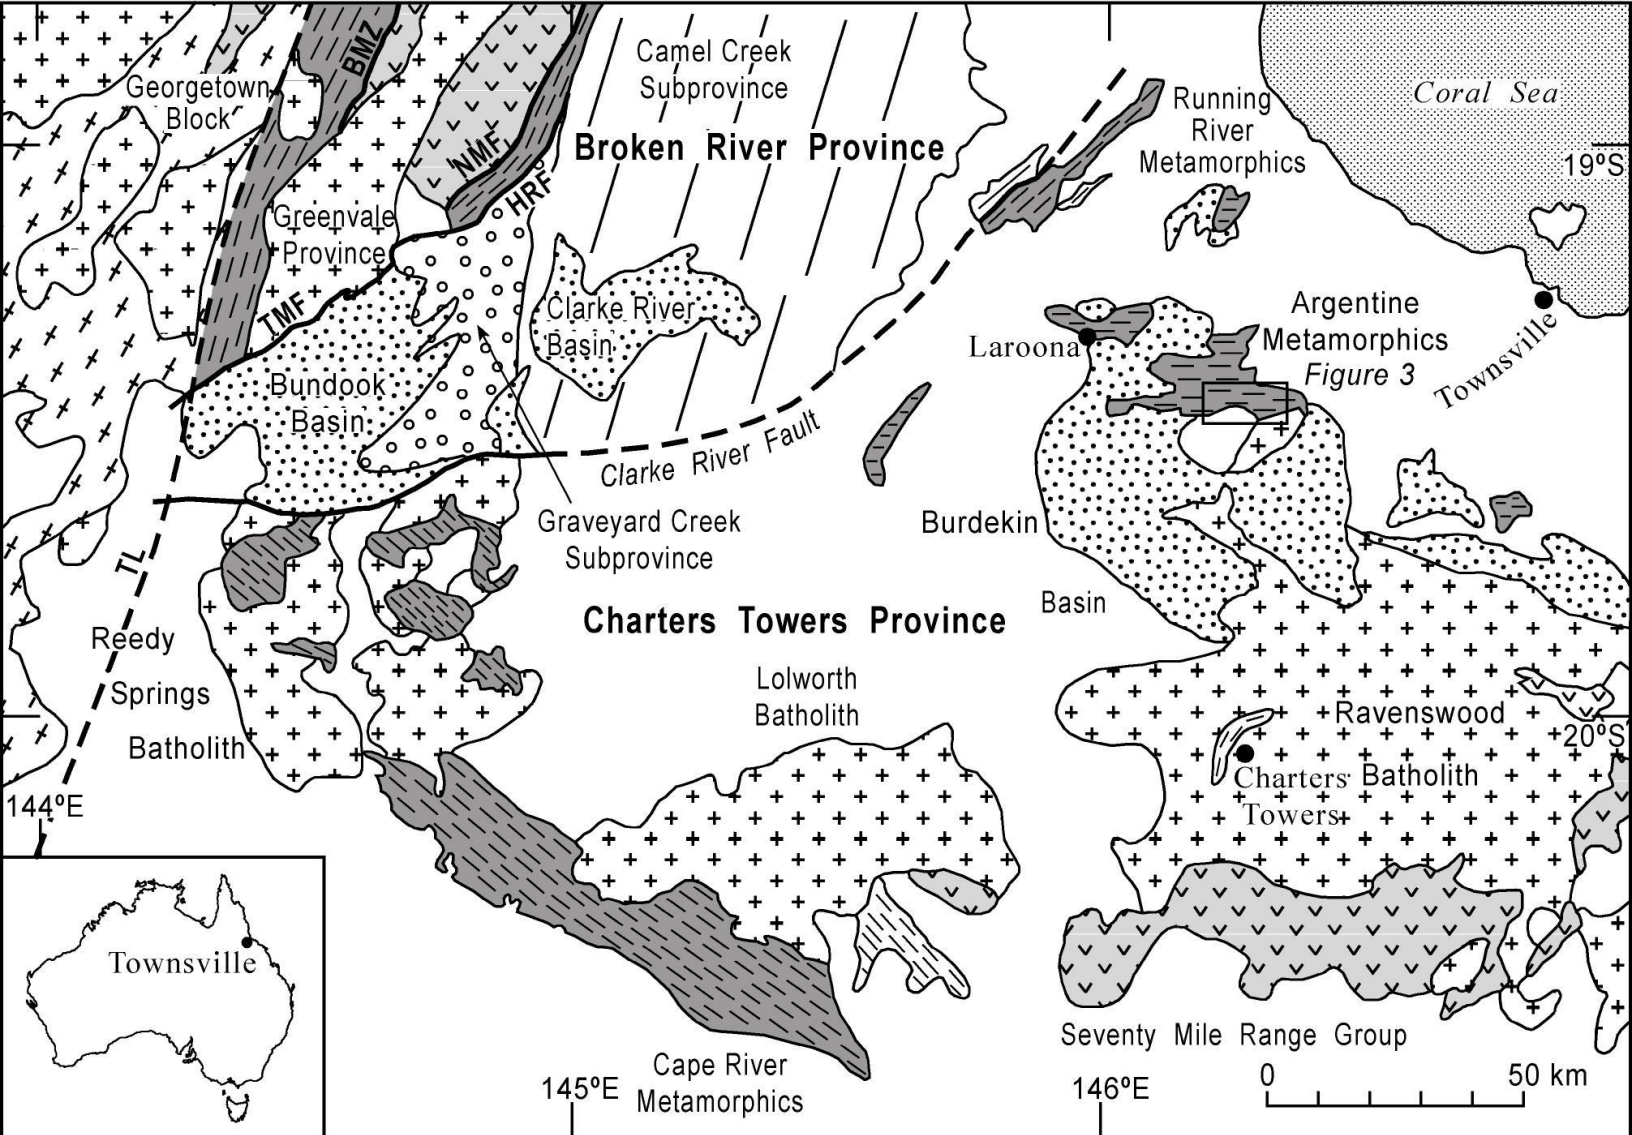 Camel Creek
Subprovince
Coral Sea
Georgetown
Block
BMZ
Running
River
Metamorphics
Broken River Province
19ºS
NMF
HRF
Greenvale
Province
TMF
Clarke River
Basin
Argentine
Metamorphics
Figure 3
Laroona
Townsville
Bundook
Basin
Clarke River Fault
Graveyard Creek
Subprovince
Burdekin
Basin
TL
Charters Towers Province
Reedy
Springs
Batholith
Lolworth
Batholith
Ravenswood
Batholith
20ºS
Charters
Towers
144ºE
Townsville
Seventy Mile Range Group
Cape River
Metamorphics
145ºE
146ºE
0
50 km